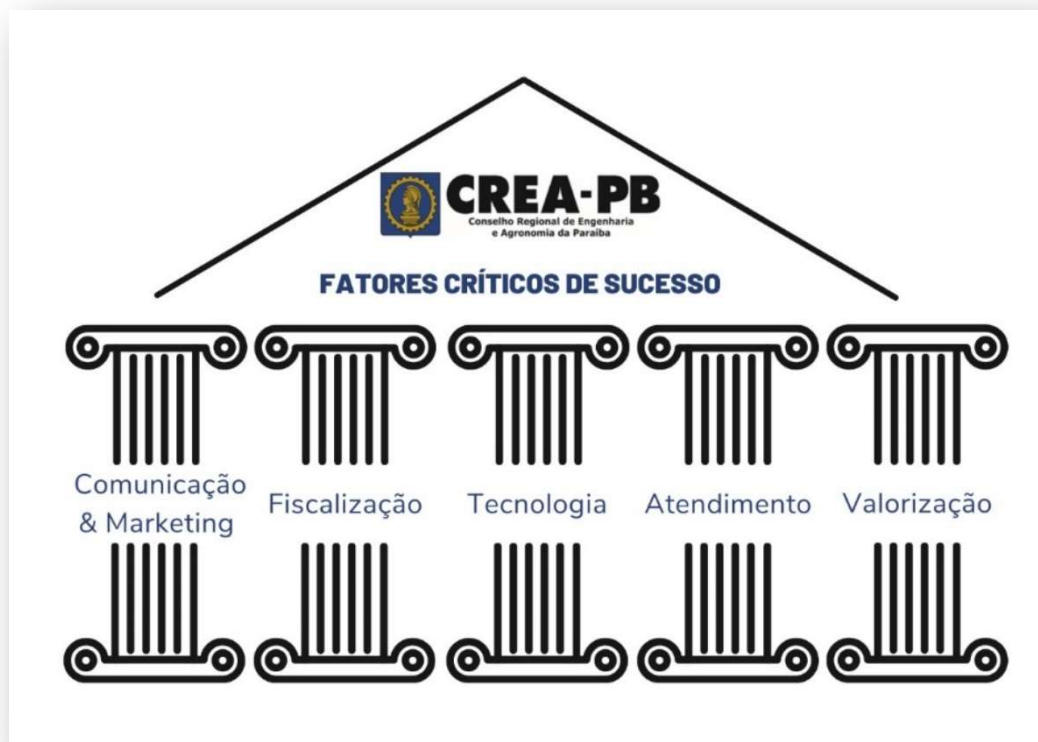 CREA-PB
Conselho Regional de Engenharia
e Agronomia da Paraíba
FATORES CRÍTICOS DE SUCESSO
Comunicação
& Marketing
Fiscalização
Tecnologia
Atendimento
Valorização